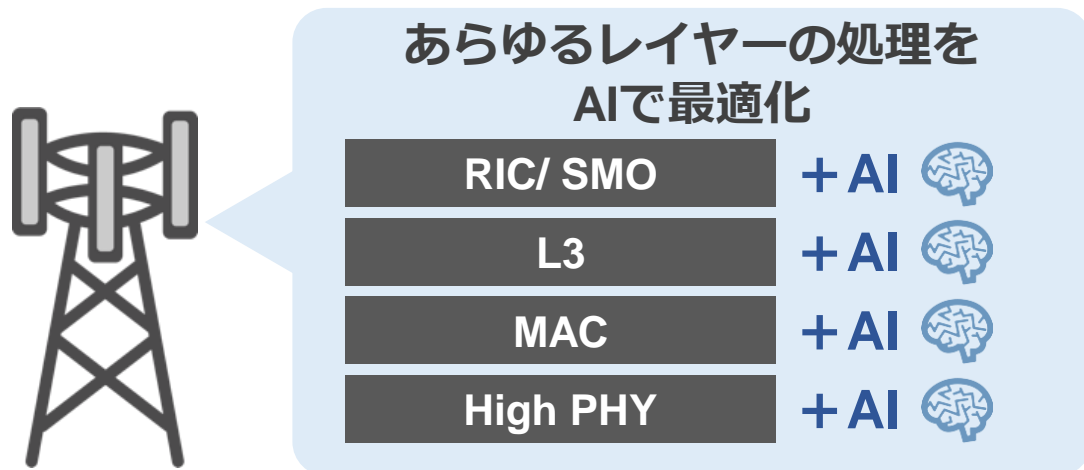 あらゆるレイヤーの処理を
AIで最適化
RIC/ SMO ＋AI
L3 ＋AI
MAC ＋AI
High PHY ＋AI